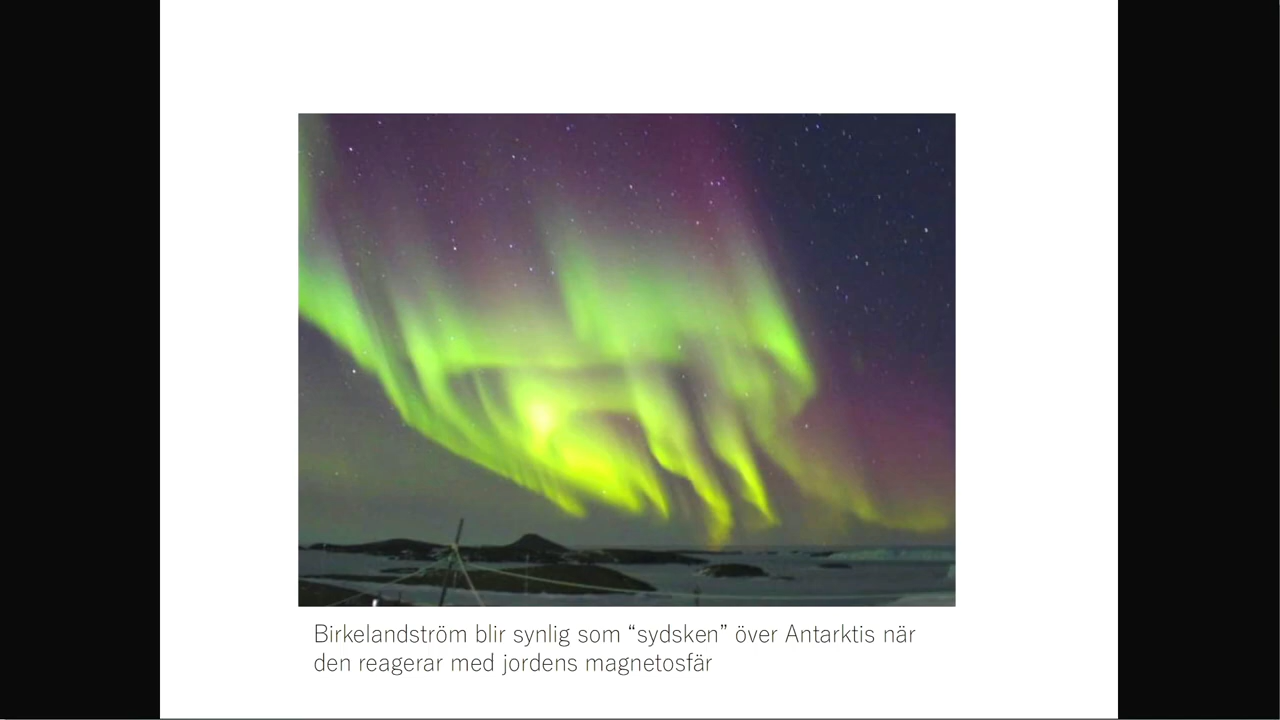 Birkelandström blir synlig som “sydsken” över Antarktis när
den reagerar med jordens magnetosfär